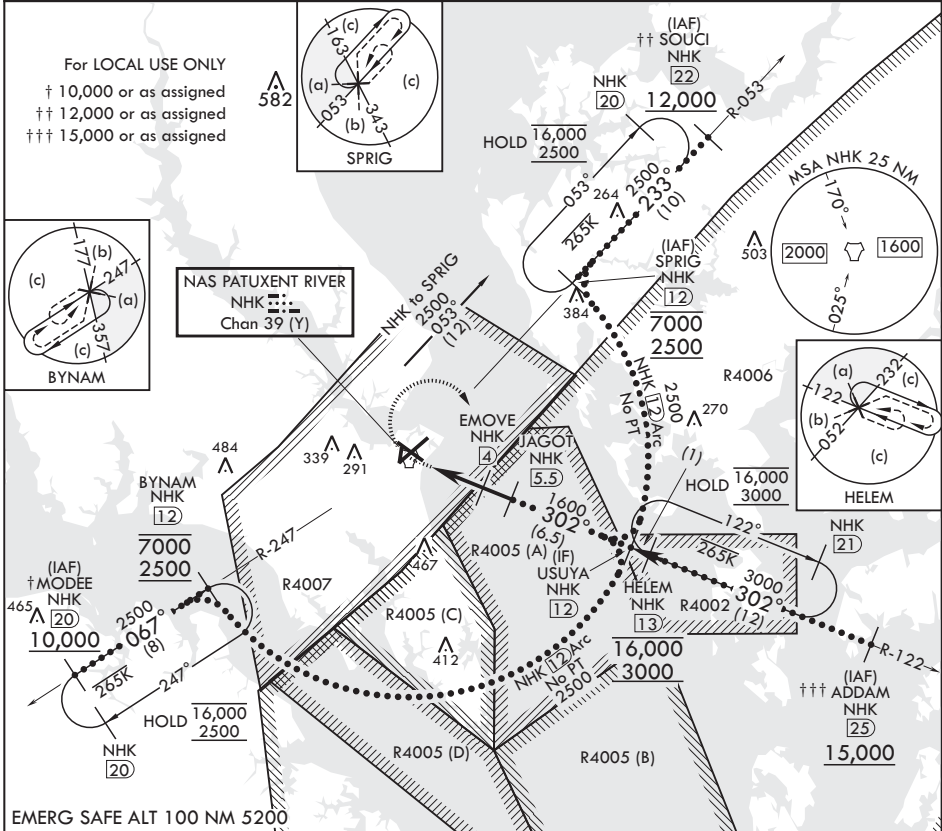 For LOCAL USE ONLY
† 10,000 or as assigned
†† 12,000 or as assigned
††† 15,000 or as assigned
582
(c)
163
(a)
(c)
053
(b)
343
SPRIG
(IAF)
†† SOUCI
NHK
22
12,000
R-053
NHK
20
HOLD
16,000
2500
053°
264
2500
233°
(10)
265K
MSA NHK 25 NM
170°
2000
1600
025°
503
177
(b)
247
(c)
(a)
(c)
357
BYNAM
NAS PATUXENT RIVER
NHK
Chan 39 (Y)
NHK to SPRIG
2500
053°
(12)
(IAF)
SPRIG
NHK
12
7000
2500
384
R4006
NHK 12 Arc
No PT
2500
270
(1)
(a)
232
(c)
122
(b)
052
(c)
HELEM
EMOVE
NHK
4
JAGOT
NHK
5.5
339
291
484
HOLD
16,000
3000
122°
NHK
21
BYNAM
NHK
12
7000
2500
R-247
1600
302°
(6.5)
R4005 (A)
(IF)
USUYA
NHK
12
265K
3000
302°
(12)
HELEM
NHK
13
16,000
3000
R4002
R-122
467
R4007
R4005 (C)
412
(IAF)
† MODEE
NHK
20
10,000
465
2500
067°
(8)
265K
247°
HOLD
16,000
2500
NHK
20
NHK 12 Arc
No PT
2500
(IAF)
††† ADDAM
NHK
25
15,000
R4005 (D)
R4005 (B)
EMERG SAFE ALT 100 NM 5200